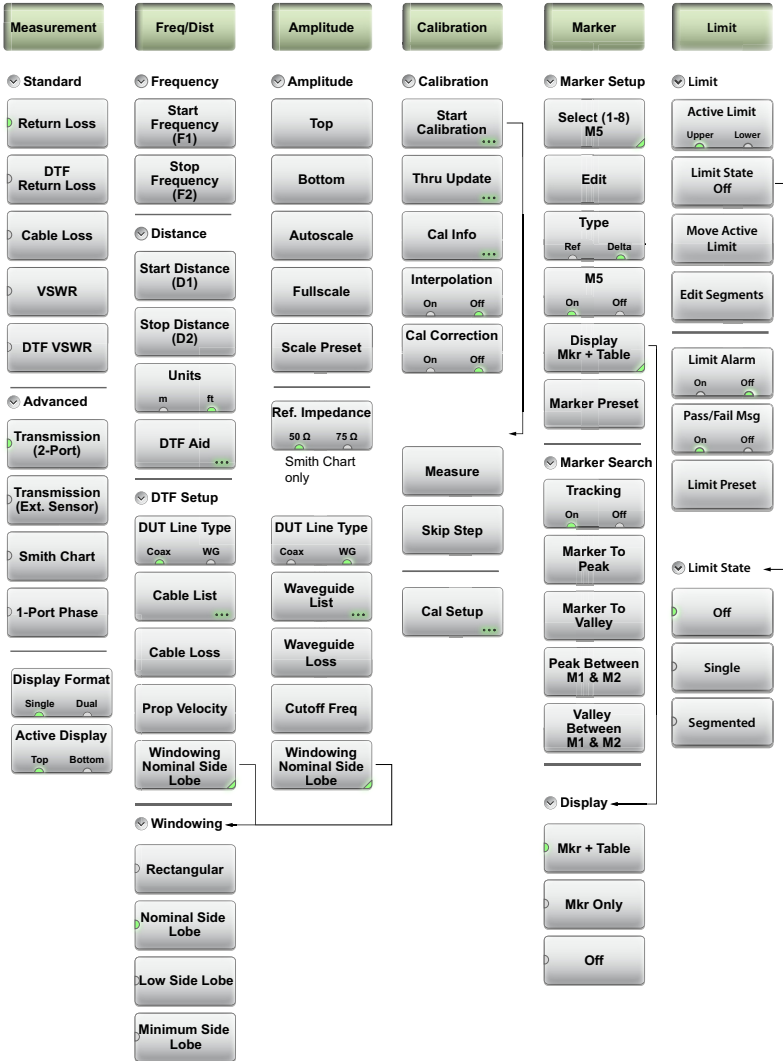 Measurement
Standard
Return Loss
DTF
Return Loss
Cable Loss
VSWR
DTF VSWR
Advanced
Transmission
(2-Port)
Transmission
(Ext. Sensor)
Smith Chart
1-Port Phase
Display Format
Single Dual
Active Display
Top Bottom
Freq/Dist
Frequency
Start
Frequency
(F1)
Stop
Frequency
(F2)
Distance
Start Distance
(D1)
Stop Distance
(D2)
Units
m ft
DTF Aid
DTF Setup
DUT Line Type
Coax WG
Cable List
Cable Loss
Prop Velocity
Windowing
Nominal Side
Lobe
Windowing
Rectangular
Nominal Side
Lobe
Low Side Lobe
Minimum Side
Lobe
Amplitude
Amplitude
Top
Bottom
Autoscale
Fullscale
Scale Preset
Ref. Impedance
50 Ω 75 Ω
Smith Chart
only
DUT Line Type
Coax WG
Waveguide
List
Waveguide
Loss
Cutoff Freq
Windowing
Nominal Side
Lobe
Calibration
Calibration
Start
Calibration
Thru Update
Cal Info
Interpolation
On Off
Cal Correction
On Off
Measure
Skip Step
Cal Setup
Marker
Marker Setup
Select (1-8)
M5
Edit
Type
Ref Delta
M5
On Off
Display
Mkr + Table
Marker Preset
Marker Search
Tracking
On Off
Marker To
Peak
Marker To
Valley
Peak Between
M1 & M2
Valley
Between
M1 & M2
Display
Mkr + Table
Mkr Only
Off
Limit
Limit
Active Limit
Upper Lower
Limit State
Off
Move Active
Limit
Edit Segments
Limit Alarm
On Off
Pass/Fail Msg
On Off
Limit Preset
Limit State
Off
Single
Segmented